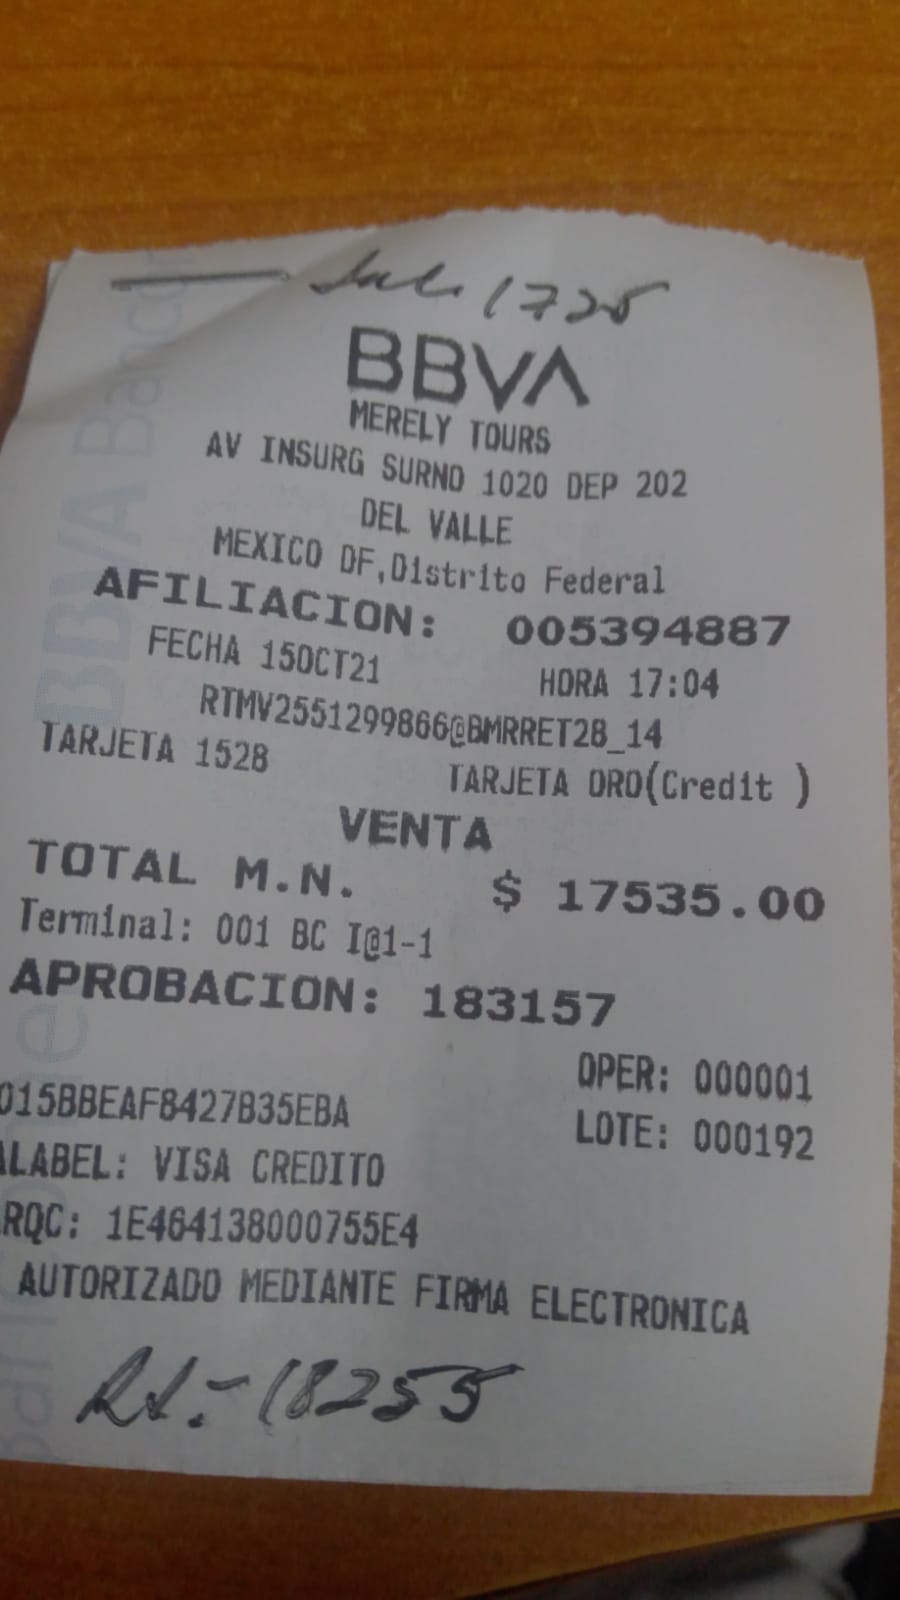 1725
BBVA
MERELY TOURS
AV INSURG SURNO 1020 DEP 202
DEL VALLE
MEXICO DF,Distrito Federal
AFILIACION: 005394887
FECHA 15OCT21 HORA 17:04
RTMV2551299866@BMRRET28_14
TARJETA 1528 TARJETA ORO(Credit )
VENTA
TOTAL M.N. $ 17535.00
Terminal: 001 BC I@1-1
APROBACION: 183157
OPER: 000001
015BBEAF8427B35EBA LOTE: 000192
ALABEL: VISA CREDITO
RQC: 1E464138000755E4
AUTORIZADO MEDIANTE FIRMA ELECTRONICA
18255
BBVA Banco